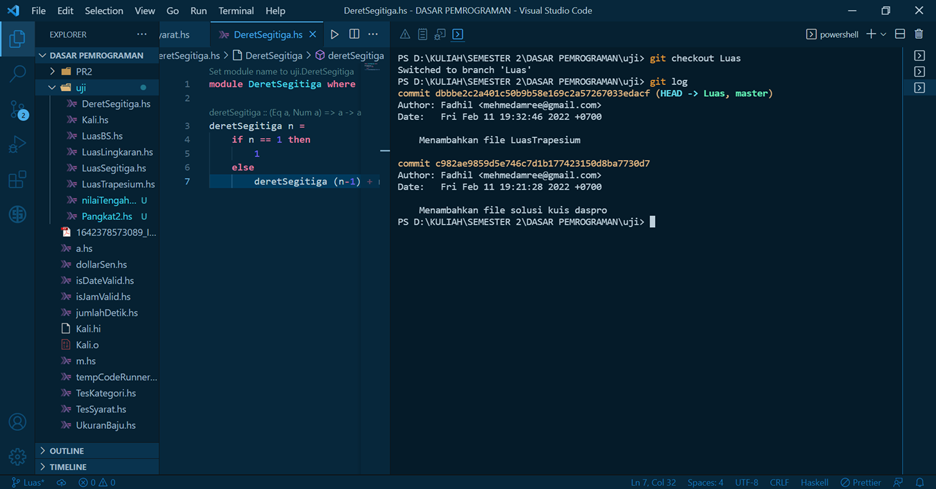 File Edit Selection View Go Run Terminal Help
DeretSegitiga.hs - DASAR PEMROGRAMAN - Visual Studio Code
EXPLORER
DASAR PEMROGRAMAN
PR2
uji
DeretSegitiga.hs
Kali.hs
LuasBS.hs
LuasLingkaran.hs
LuasSegitiga.hs
LuasTrapesium.hs
nilaiTengah... U
Pangkat2.hs U
1642378573089_I...
a.hs
dollarSen.hs
isDateValid.hs
isJamValid.hs
jumlahDetik.hs
Kali.hi
Kali.o
m.hs
tempCodeRunner...
TesKategori.hs
TesSyarat.hs
UkuranBaju.hs
OUTLINE
TIMELINE
2
yarat.hs
DeretSegitiga.hs
eretSegitiga.hs > DeretSegitiga > deretSegitiga
Set module name to uji.DeretSegitiga
1 module DeretSegitiga where
2
deretSegitiga :: (Eq a, Num a) => a -> a
3 deretSegitiga n =
4 if n == 1 then
5 1
6 else
7 deretSegitiga (n-1) +
powershell
PS D:\KULIAH\SEMESTER 2\DASAR PEMROGRAMAN\uji> git checkout Luas
Switched to branch 'Luas'
PS D:\KULIAH\SEMESTER 2\DASAR PEMROGRAMAN\uji> git log
commit dbbbe2c2a401c50b9b58e169c2a57267033edacf (HEAD -> Luas, master)
Author: Fadhil <mehmedamree@gmail.com>
Date: Fri Feb 11 19:32:46 2022 +0700
Menambahkan file LuasTrapesium
commit c982ae9859d5e746c7d1b177423150d8ba7730d7
Author: Fadhil <mehmedamree@gmail.com>
Date: Fri Feb 11 19:21:28 2022 +0700
Menambahkan file solusi kuis daspro
PS D:\KULIAH\SEMESTER 2\DASAR PEMROGRAMAN\uji>
Luas* 0 0
Ln 7, Col 32 Spaces: 4 UTF-8 CRLF Haskell Prettier